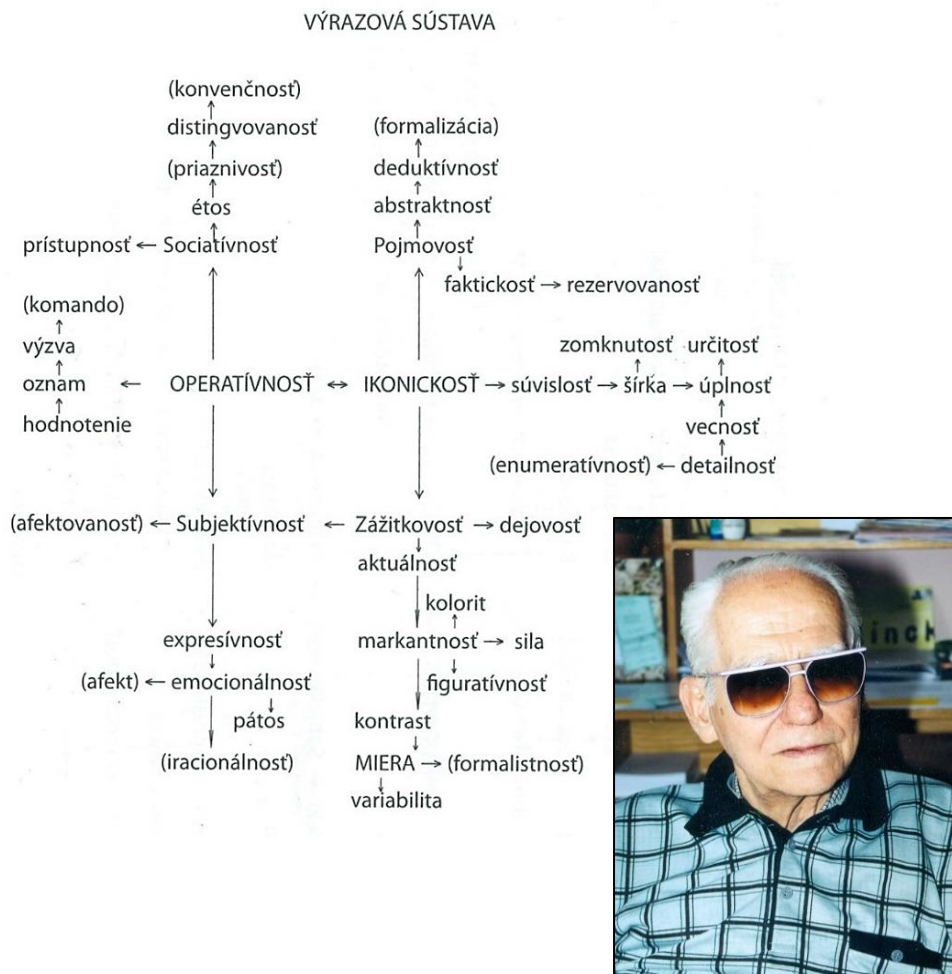 VÝRAZOVÁ SÚSTAVA
(konvenčnosť)
distingvovanosť
(formalizácia)
(priaznivosť)
deduktívnosť
étos
abstraktnosť
prístupnosť ← Sociatívnosť
Pojmovosť
faktickosť → rezervovanosť
(komando)
výzva
zomknutosť určitosť
oznam ← OPERATÍVNOSŤ ↔ IKONICKOSŤ → súvislosť → šírka → úplnosť
hodnotenie
vecnosť
(enumeratívnosť) ← detailnosť
(afektovanosť) ← Subjektívnosť ← Zážitkovosť → dejovosť
aktuálnosť
kolorit
expresívnosť
markantnosť → sila
(afekt) ← emocionálnosť
figuratívnosť
pátos
kontrast
(iracionálnosť)
MIERA → (formalistnosť)
variabilita